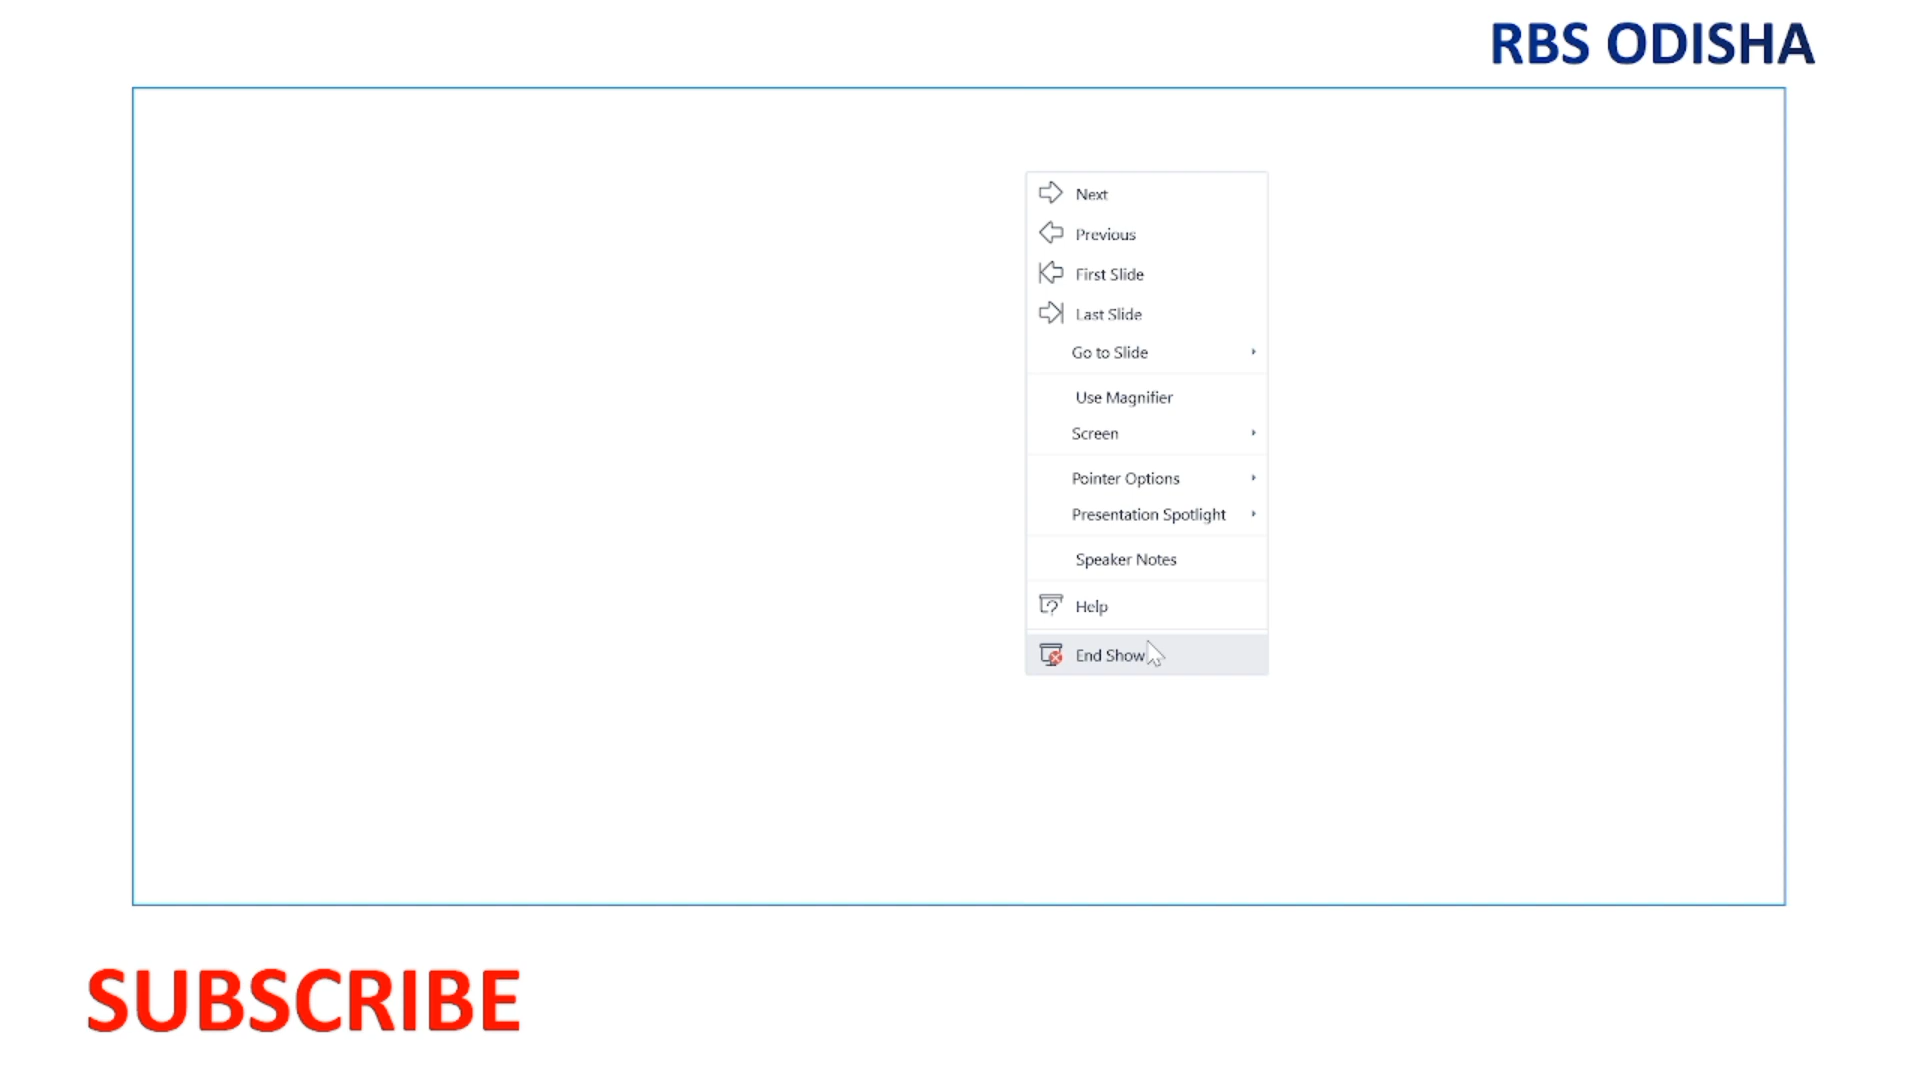 RBS ODISHA
Next
Previous
First Slide
Last Slide
Go to Slide
Use Magnifier
Screen
Pointer Options
Presentation Spotlight
Speaker Notes
Help
End Show
SUBSCRIBE